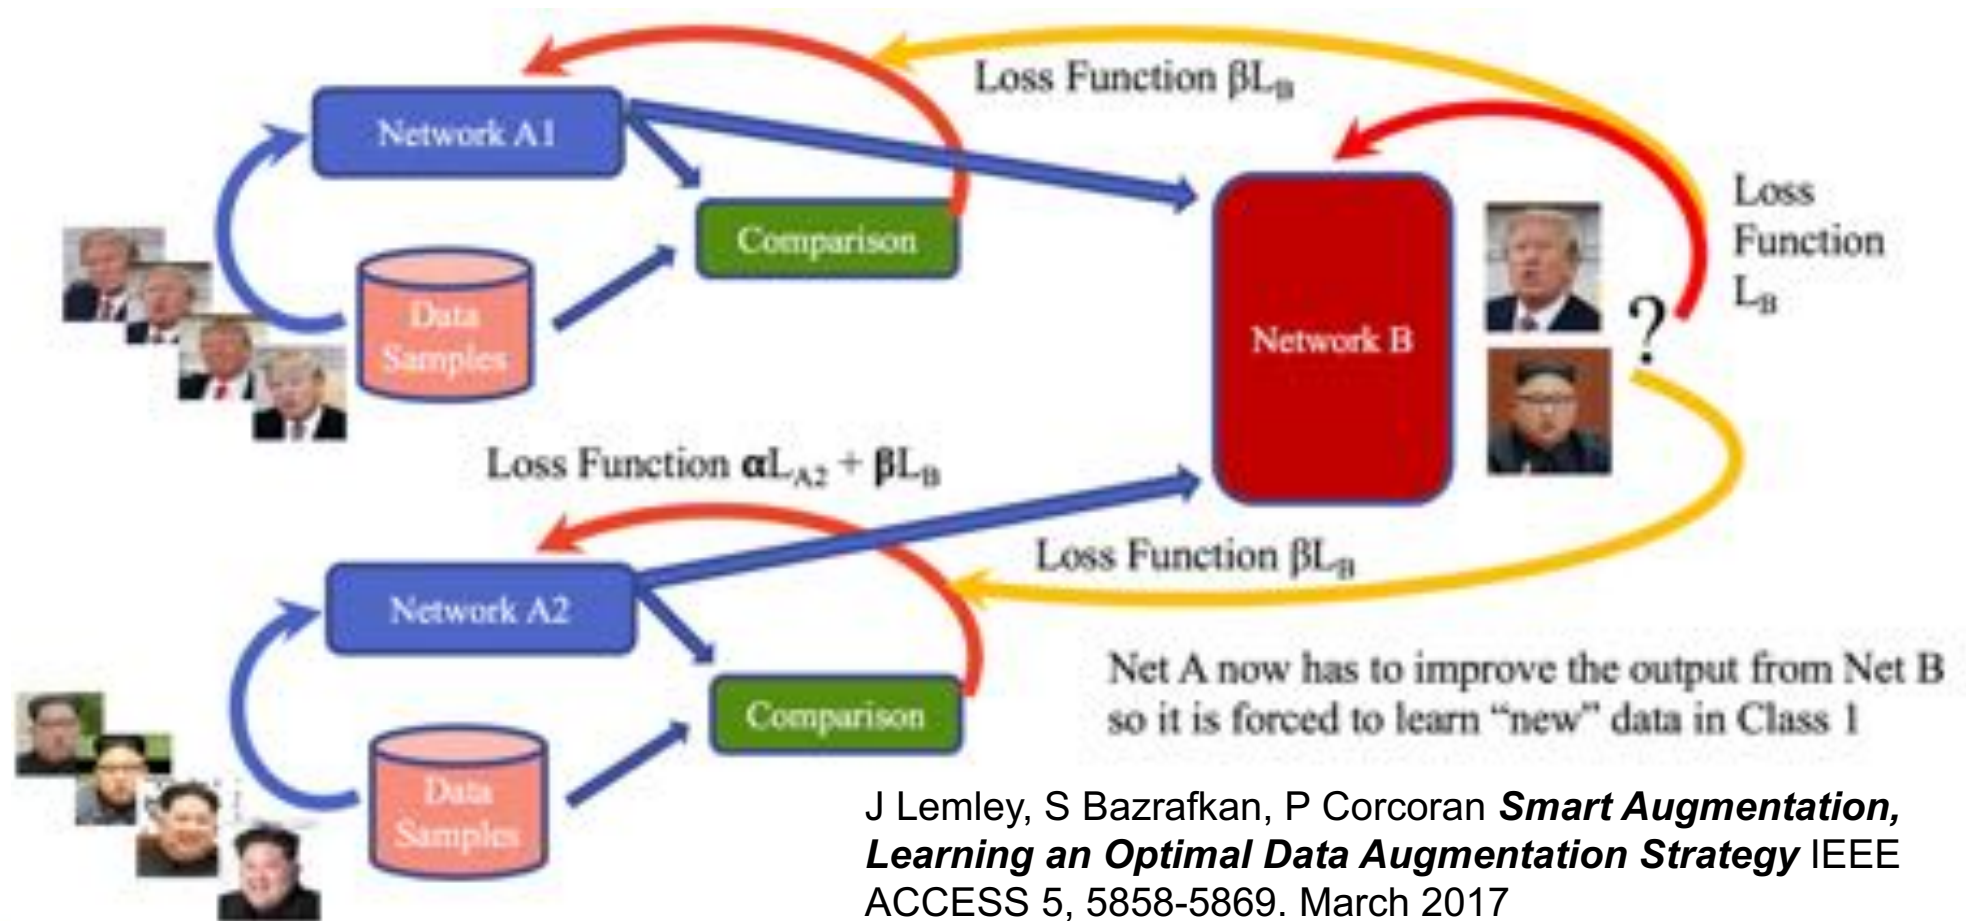 Loss Function βL_B
Network A1
Loss
Function
L_B
Comparison
Data
Samples
Network B
?
Loss Function αL_A2 + βL_B
Loss Function βL_B
Network A2
Net A now has to improve the output from Net B
so it is forced to learn “new” data in Class 1
Comparison
Data
Samples
J Lemley, S Bazrafkan, P Corcoran Smart Augmentation,
Learning an Optimal Data Augmentation Strategy IEEE
ACCESS 5, 5858-5869. March 2017